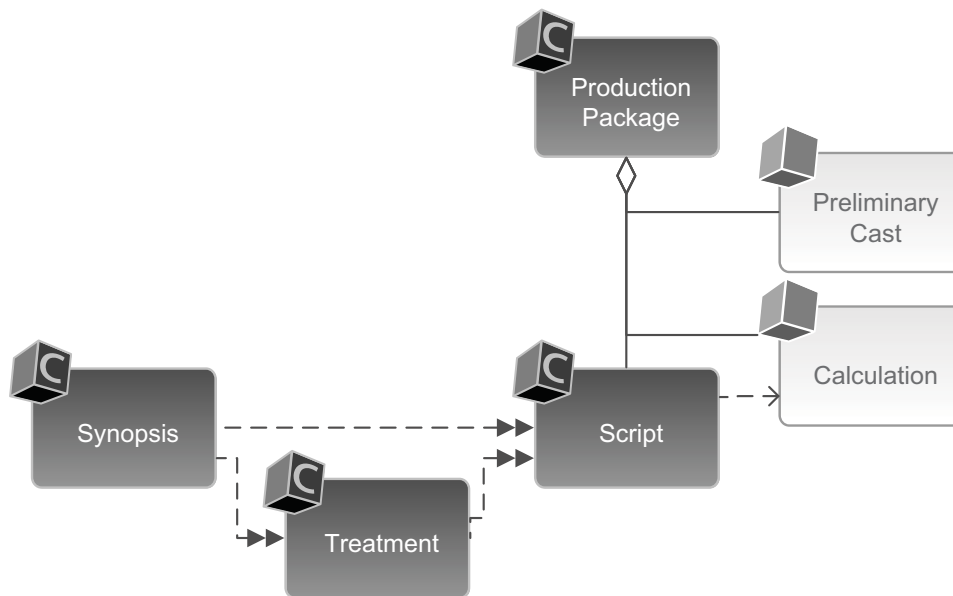 C
Production
Package
Preliminary
Cast
Calculation
C
Synopsis
C
Script
C
Treatment